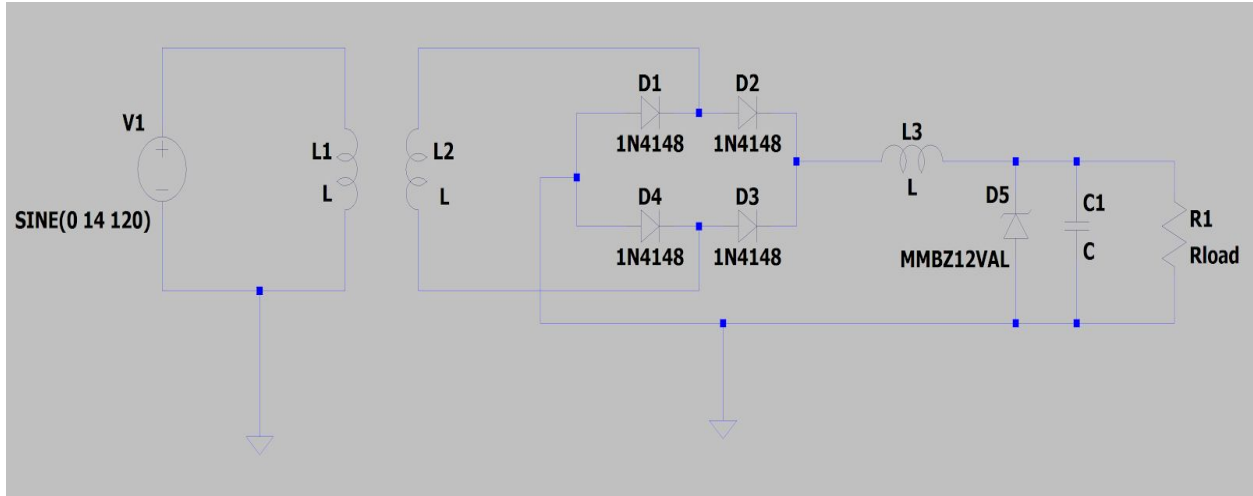 V1
SINE(0 14 120)
L1
L
L2
L
D1
1N4148
D2
1N4148
D4
1N4148
D3
1N4148
L3
L
D5
MMBZ12VAL
C1
C
R1
Rload